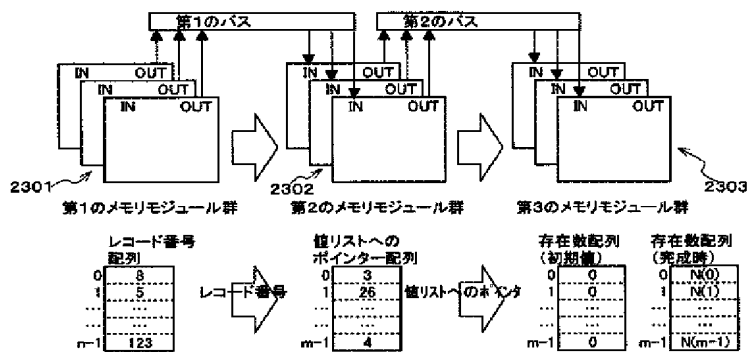 第1のバス
第2のバス
IN OUT
IN OUT
IN OUT
IN OUT
IN OUT
IN OUT
IN OUT
IN OUT
IN OUT
2301
2302
2303
第1のメモリモジュール群
第2のメモリモジュール群
第3のメモリモジュール群
レコード番号
配列
0 8
1 5
... ...
... ...
m-1 123
レコード番号
値リストへの
ポインター配列
0 3
1 26
... ...
... ...
m-1 4
値リストへのポインタ
存在数配列
(初期値)
0 0
1 0
... ...
... ...
m-1 0
存在数配列
(完成時)
0 N(0)
1 N(1)
... ...
... ...
m-1 N(m-1)